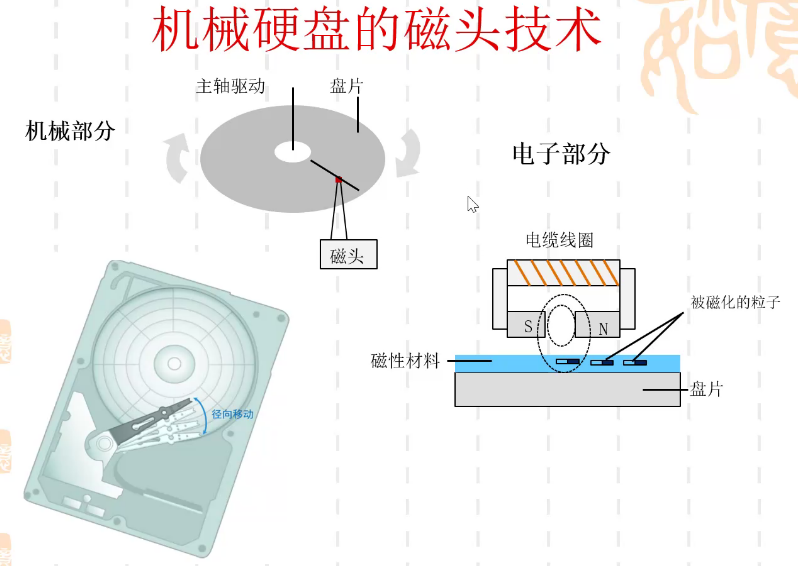 机械硬盘的磁头技术
主轴驱动
盘片
机械部分
电子部分
磁头
电缆线圈
被磁化的粒子
S
N
磁性材料
盘片
径向移动